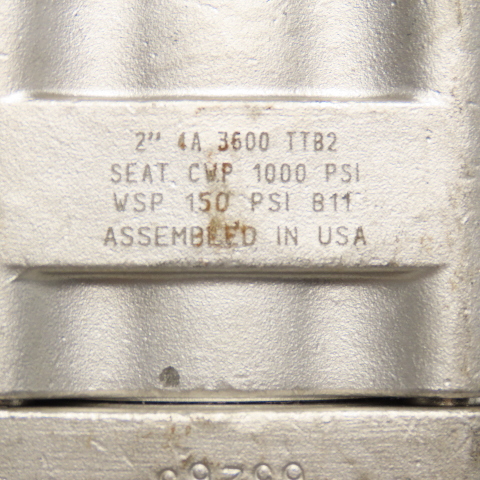 2" 4A 3600 TTB2
SEAT CWP 1000 PSI
WSP 150 PSI B11
ASSEMBLED IN USA